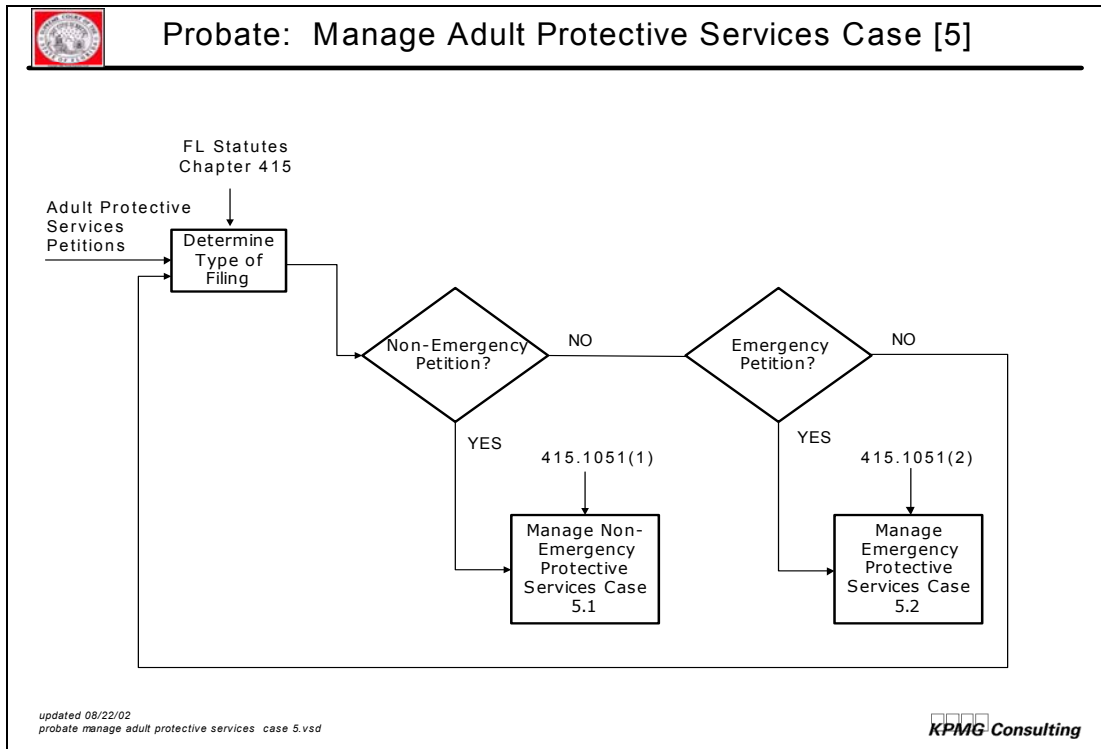 Probate: Manage Adult Protective Services Case [5]
FL Statutes
Chapter 415
Adult Protective
Services
Petitions
Determine
Type of
Filing
Non-Emergency
Petition?
NO
Emergency
Petition?
NO
YES
415.1051(1)
YES
415.1051(2)
Manage Non-
Emergency
Protective
Services Case
5.1
Manage
Emergency
Protective
Services Case
5.2
updated 08/22/02
probate manage adult protective services case 5.vsd
KPMG Consulting